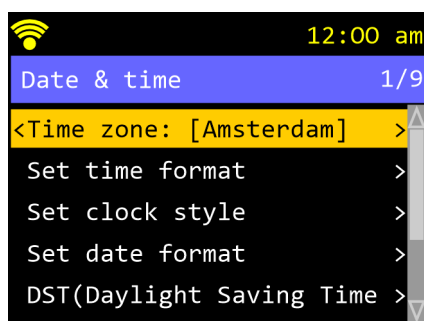 12:00 am
Date & time 1/9
<Time zone: [Amsterdam] >
Set time format >
Set clock style >
Set date format >
DST(Daylight Saving Time >